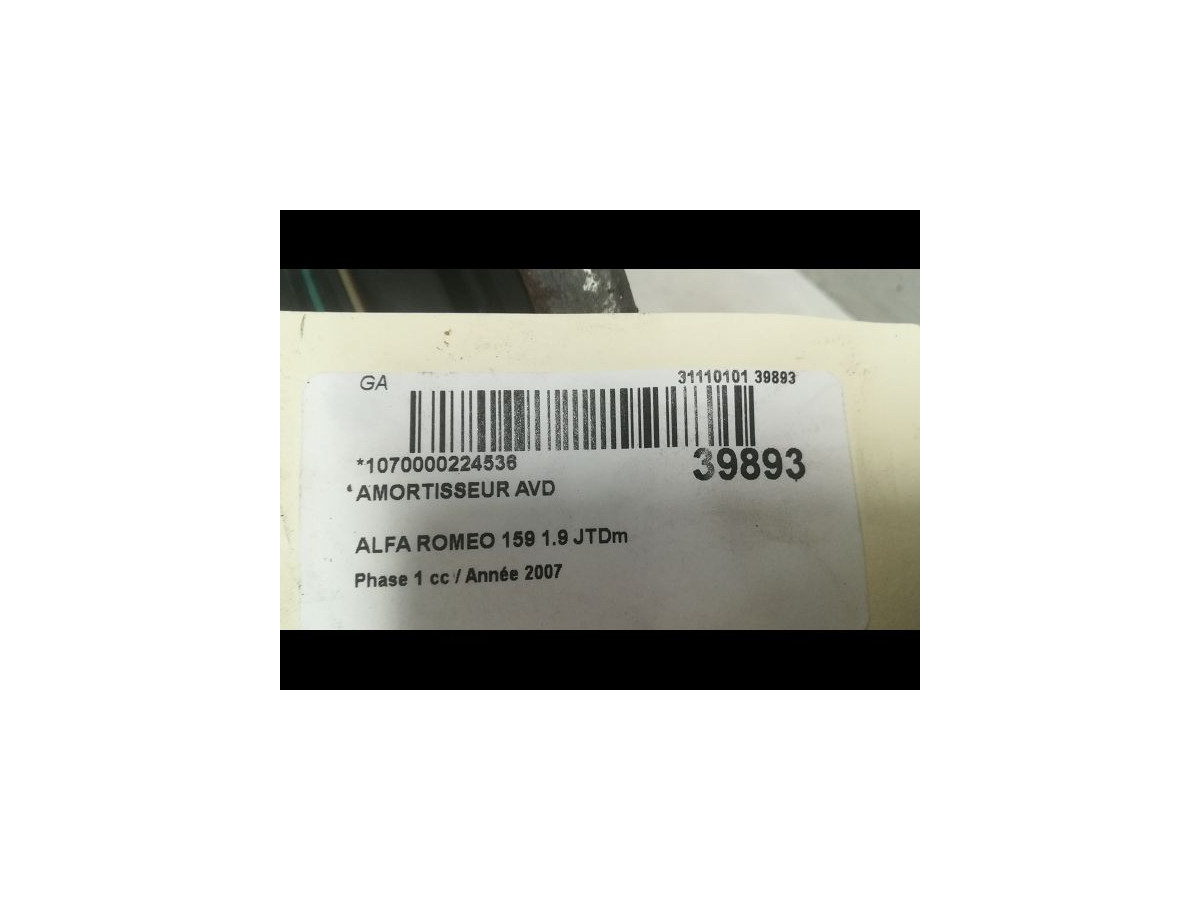 GA
31110101 39893
*1070000224536
39893
AMORTISSEUR AVD
ALFA ROMEO 159 1.9 JTDm
Phase 1 cc / Année 2007